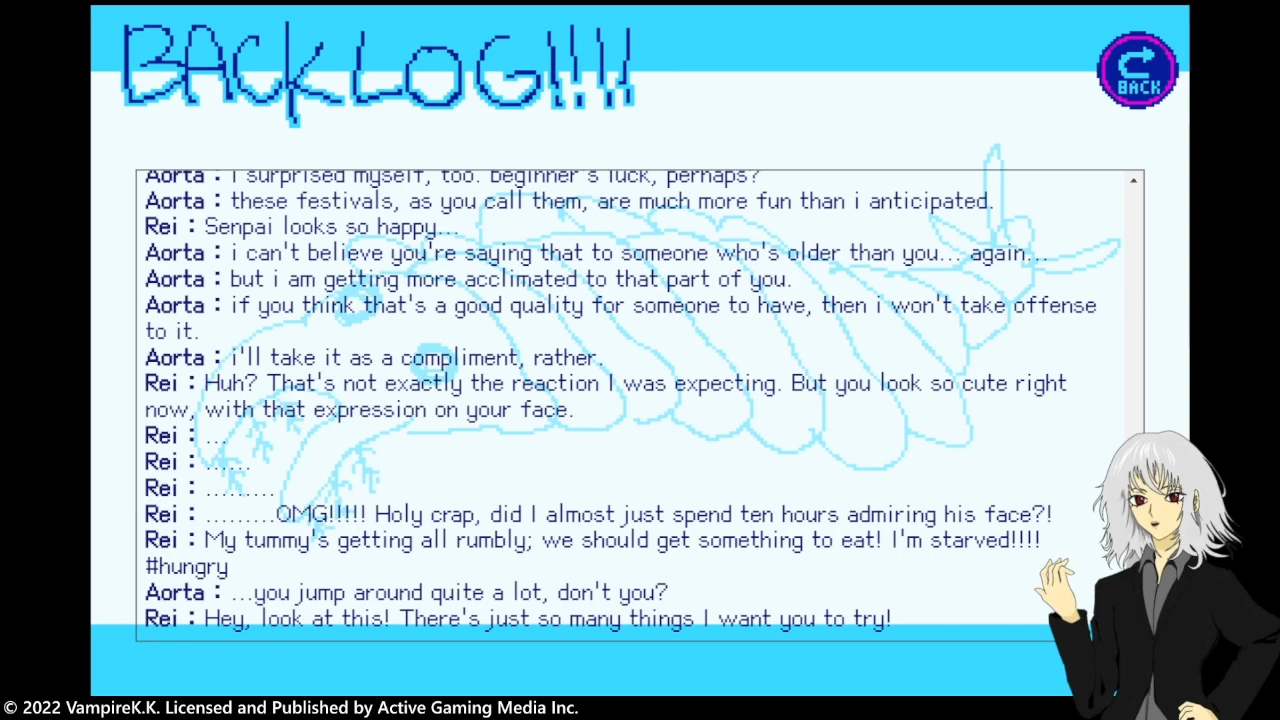 BACKLOG!!!!
BACK
Aorta : i surprised myself, too. beginner's luck, perhaps?
Aorta : these festivals, as you call them, are much more fun than i anticipated.
Rei : Senpai looks so happy...
Aorta : i can't believe you're saying that to someone who's older than you... again...
Aorta : but i am getting more acclimated to that part of you.
Aorta : if you think that's a good quality for someone to have, then i won't take offense
to it.
Aorta : i'll take it as a compliment, rather.
Rei : Huh? That's not exactly the reaction I was expecting. But you look so cute right
now, with that expression on your face.
Rei : ...
Rei : ......
Rei : .........
Rei : .........OMG!!!!! Holy crap, did I almost just spend ten hours admiring his face?!
Rei : My tummy's getting all rumbly; we should get something to eat! I'm starved!!!!
#hungry
Aorta : ...you jump around quite a lot, don't you?
Rei : Hey, look at this! There's just so many things I want you to try!
© 2022 VampireK.K. Licensed and Published by Active Gaming Media Inc.